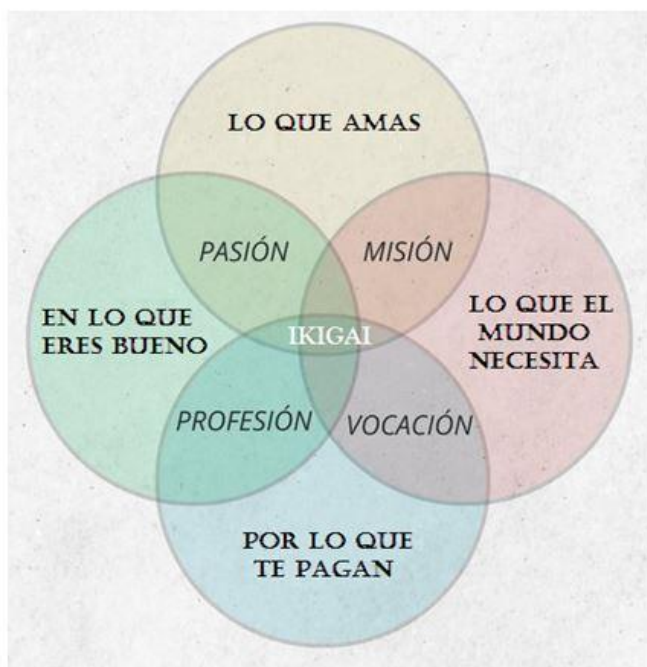 LO QUE AMAS
PASIÓN
MISIÓN
EN LO QUE
ERES BUENO
LO QUE EL
MUNDO
NECESITA
IKIGAI
PROFESIÓN
VOCACIÓN
POR LO QUE
TE PAGAN